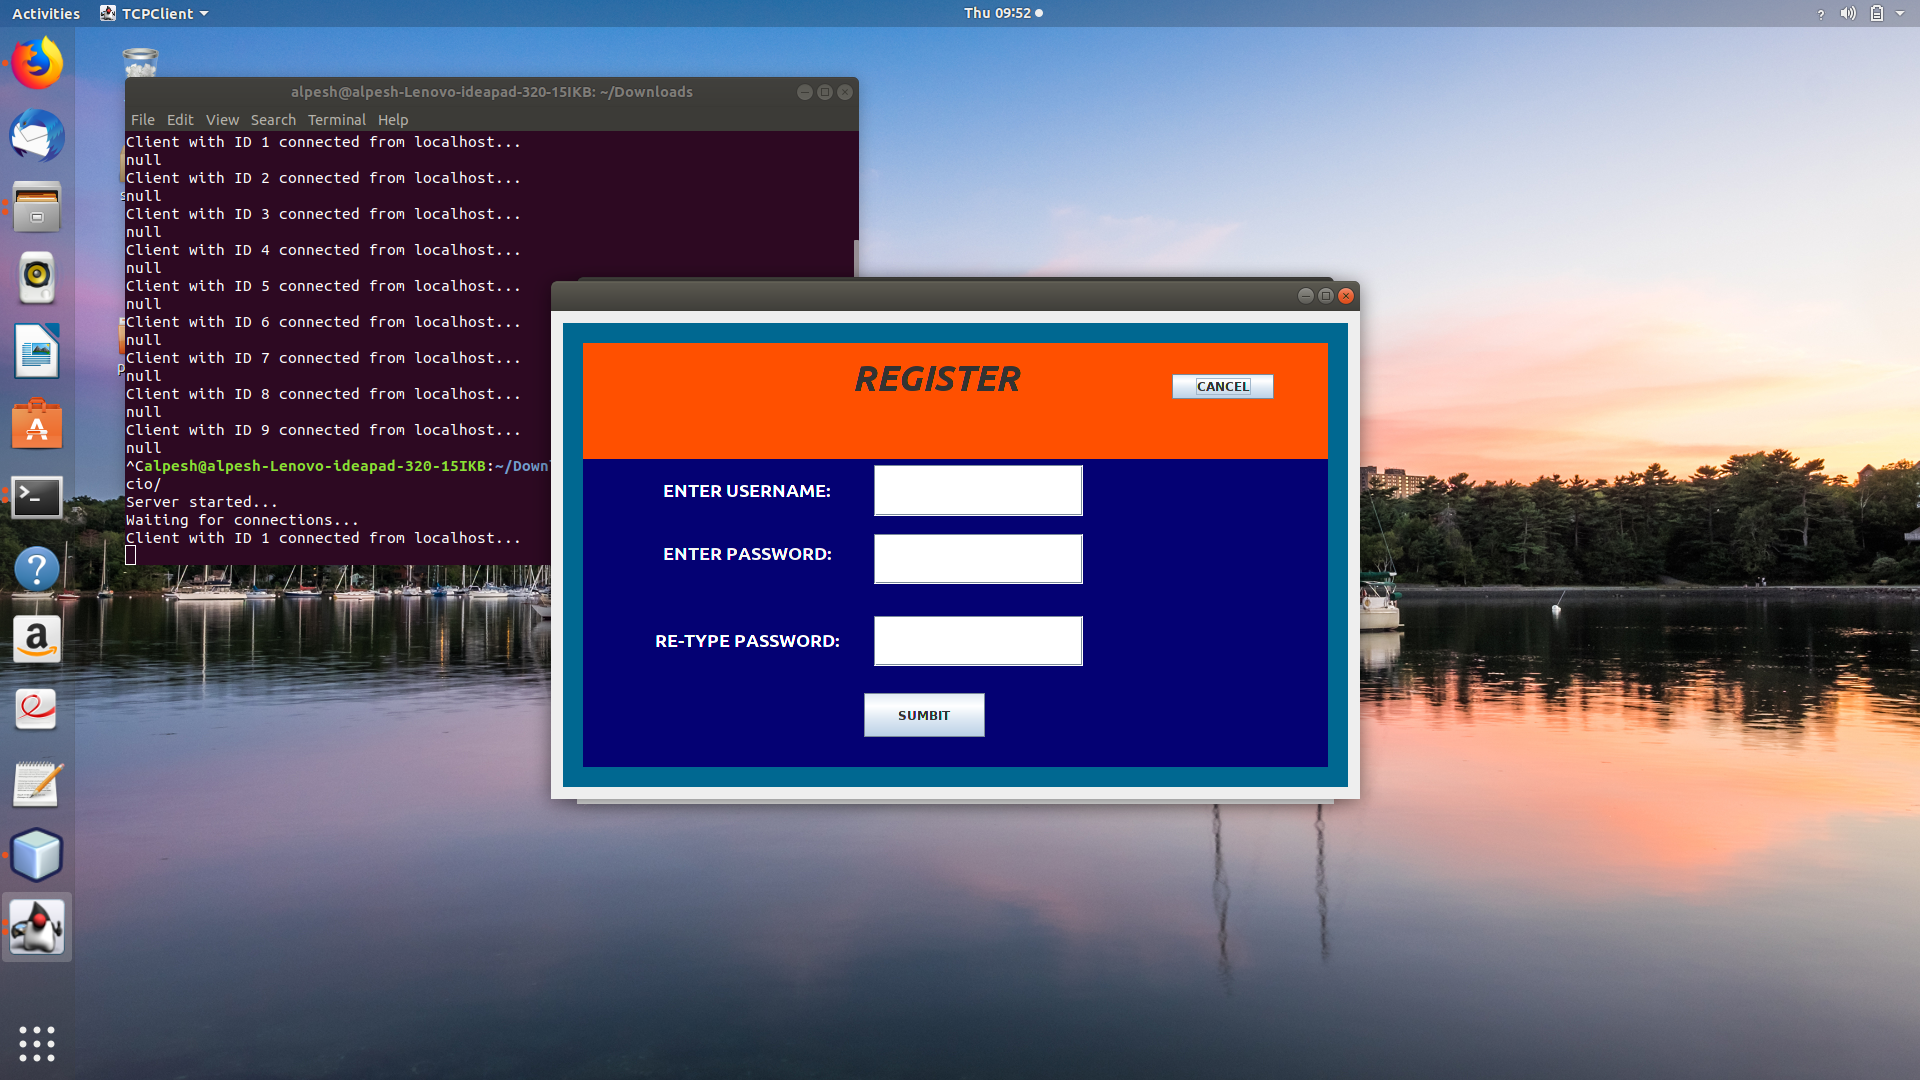 Activities
TCPClient
Thu 09:52
?
alpesh@alpesh-Lenovo-ideapad-320-15IKB: ~/Downloads
File Edit View Search Terminal Help
Client with ID 1 connected from localhost...
null
Client with ID 2 connected from localhost...
null
Client with ID 3 connected from localhost...
null
Client with ID 4 connected from localhost...
null
Client with ID 5 connected from localhost...
null
Client with ID 6 connected from localhost...
null
Client with ID 7 connected from localhost...
null
Client with ID 8 connected from localhost...
null
Client with ID 9 connected from localhost...
null
^Calpesh@alpesh-Lenovo-ideapad-320-15IKB:~/Down
cio/
Server started...
Waiting for connections...
Client with ID 1 connected from localhost...
REGISTER
CANCEL
ENTER USERNAME:
ENTER PASSWORD:
RE-TYPE PASSWORD:
SUMBIT